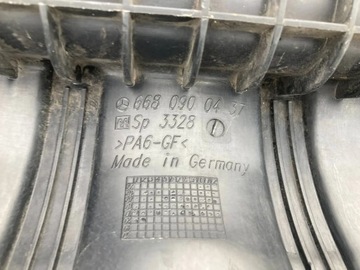 668 090 04 37
Sp 3328
>PA6-GF<
Made in Germany